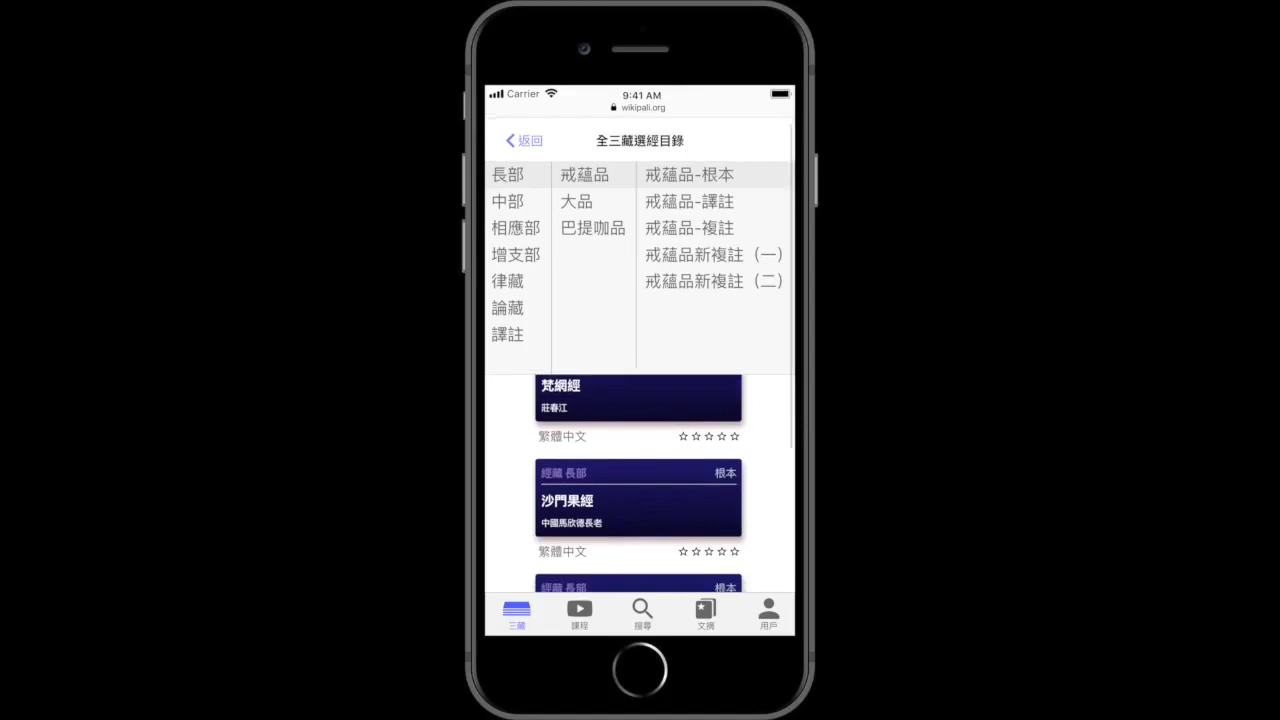 Carrier
9:41 AM
wikipali.org
返回
全三藏選經目錄
長部 戒蘊品 戒蘊品-根本
中部 大品 戒蘊品-譯註
相應部 巴提咖品 戒蘊品-複註
增支部 戒蘊品新複註（一）
律藏 戒蘊品新複註（二）
論藏
譯註
梵網經
莊春江
繁體中文
經藏 長部 根本
沙門果經
中國馬欣德長老
繁體中文
經藏 長部 根本
三藏 課程 搜尋 文摘 用戶